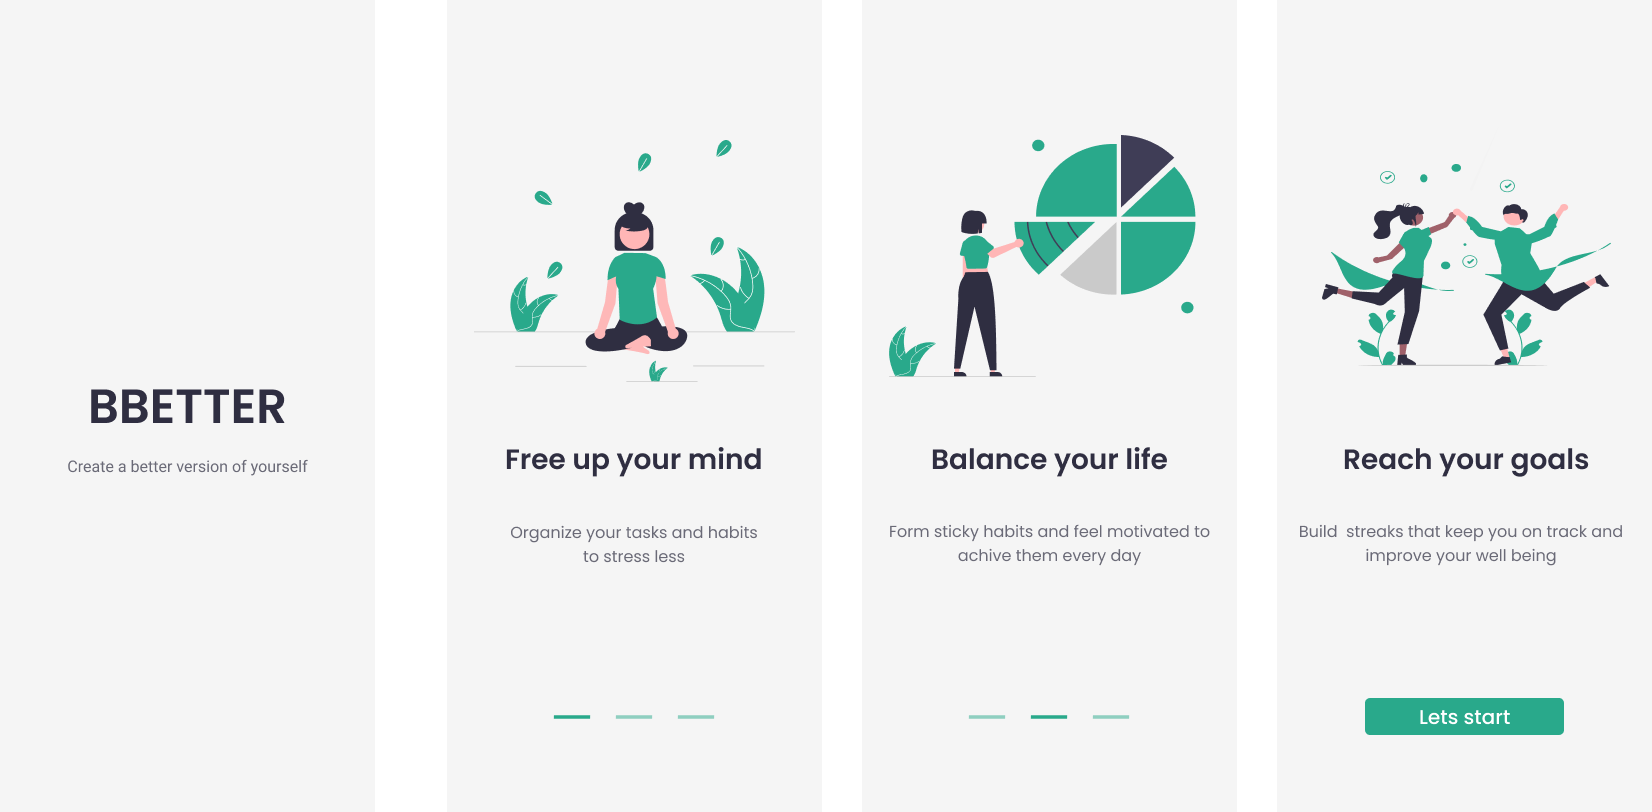 BBETTER
Create a better version of yourself
Free up your mind
Organize your tasks and habits
to stress less
Balance your life
Form sticky habits and feel motivated to
achive them every day
Reach your goals
Build  streaks that keep you on track and
improve your well being
Lets start